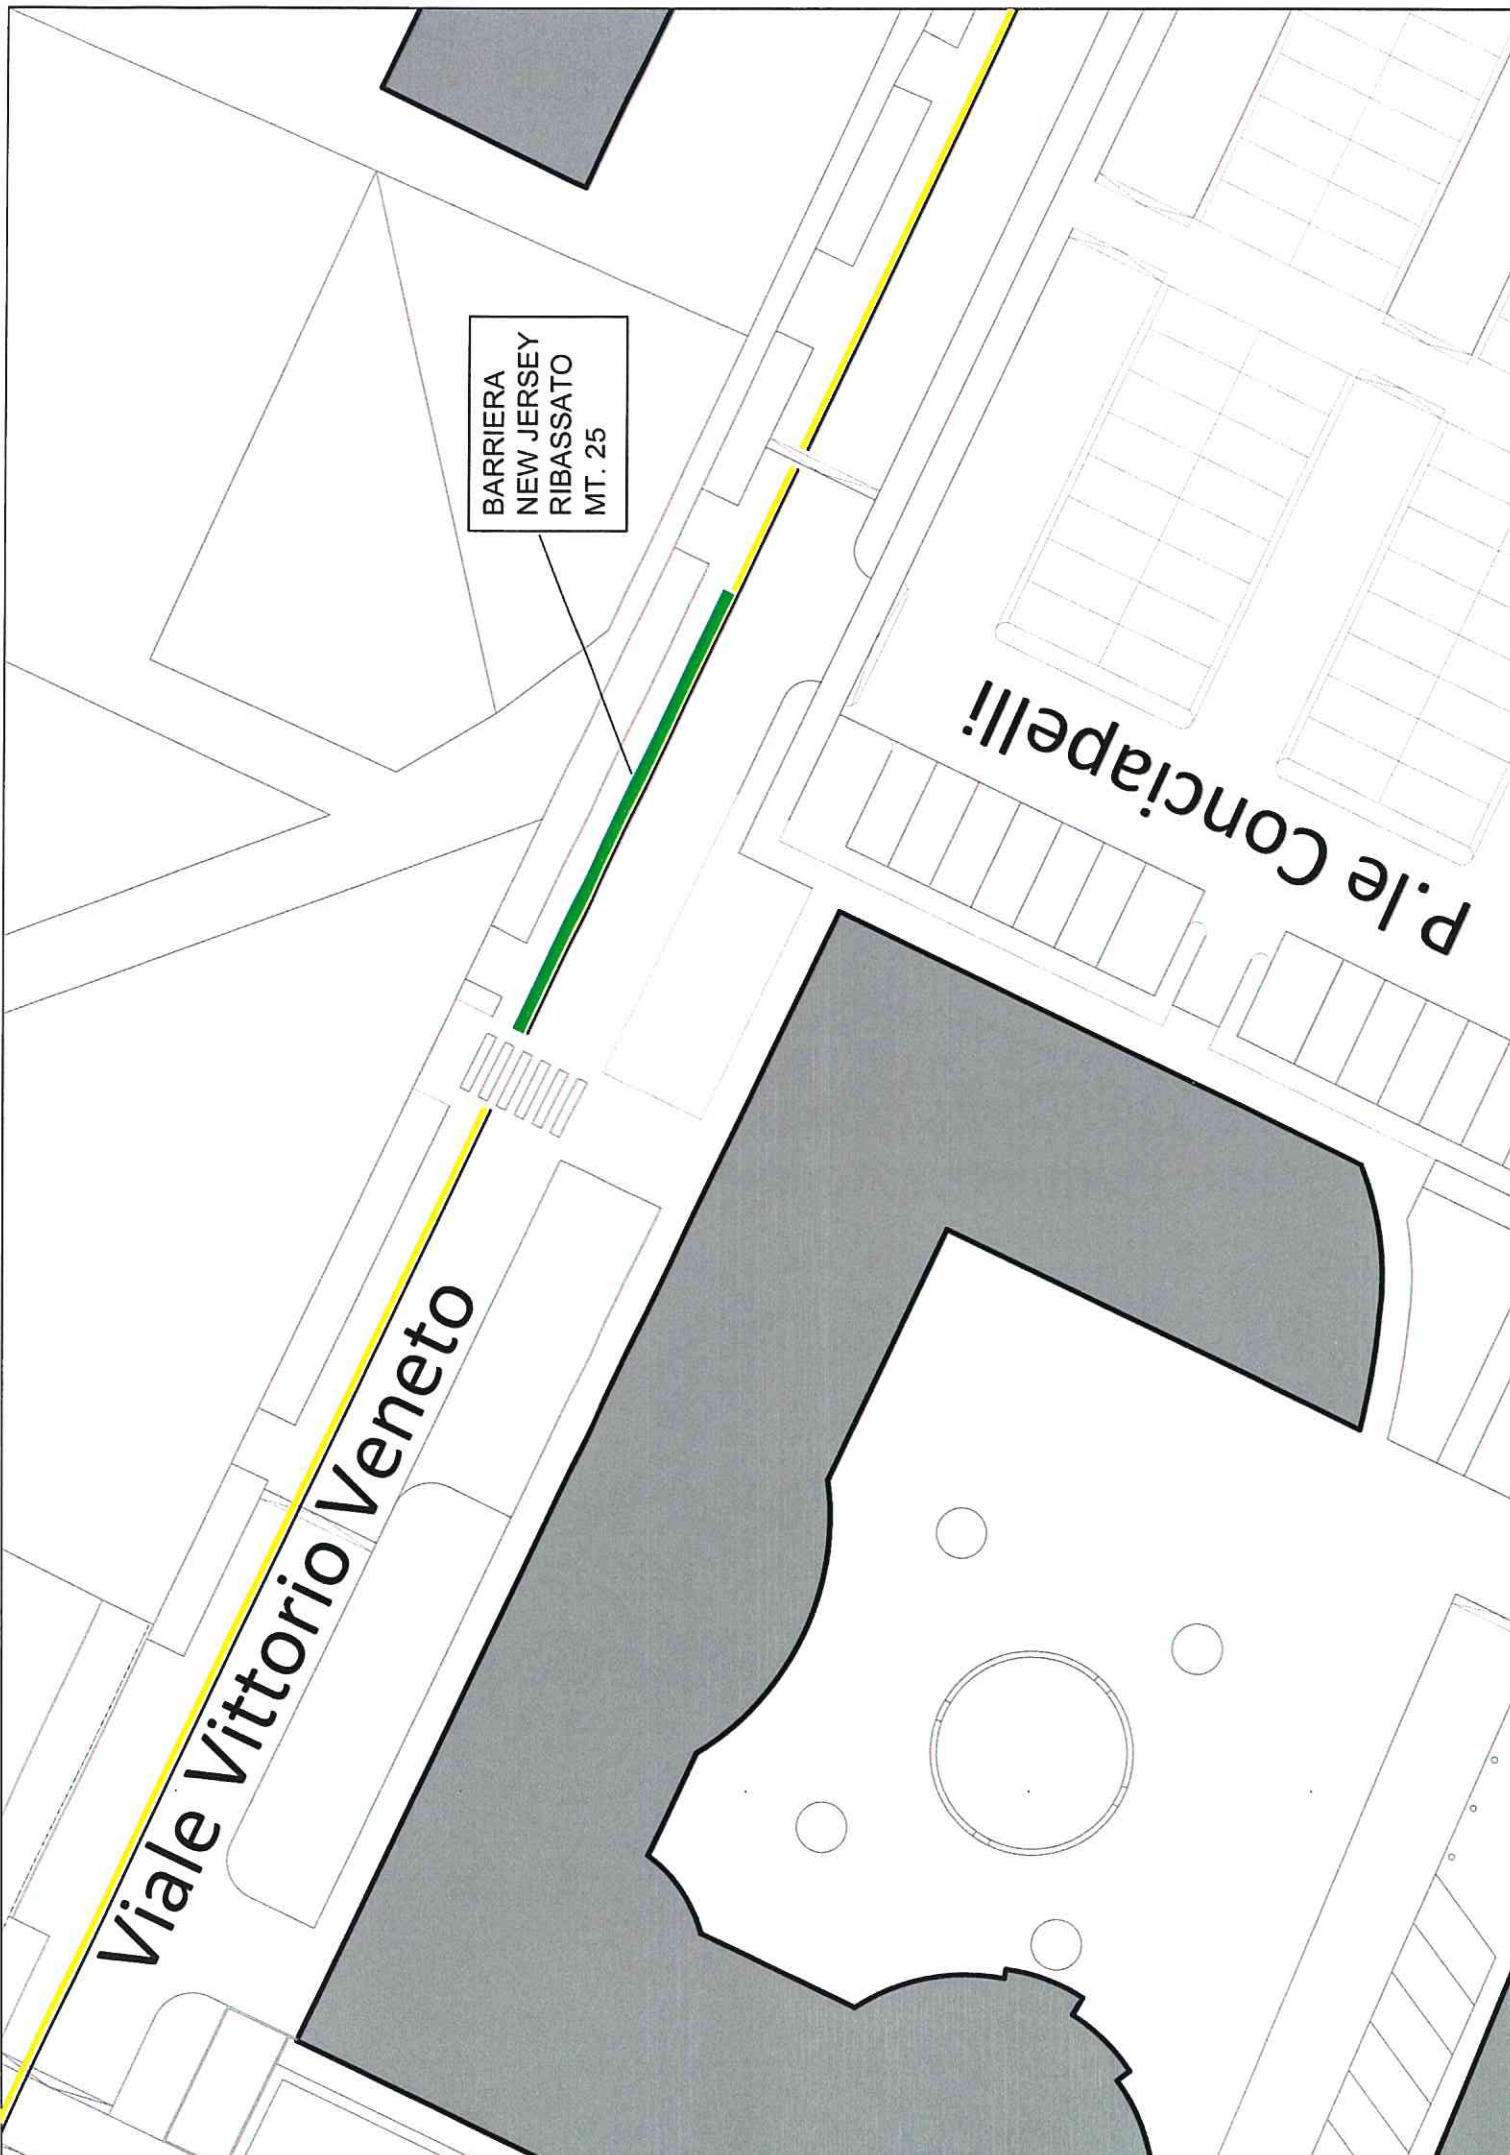 BARRIERA
NEW JERSEY
RIBASSATO
MT. 25
Viale Vittorio Veneto
P.le Conciapelli